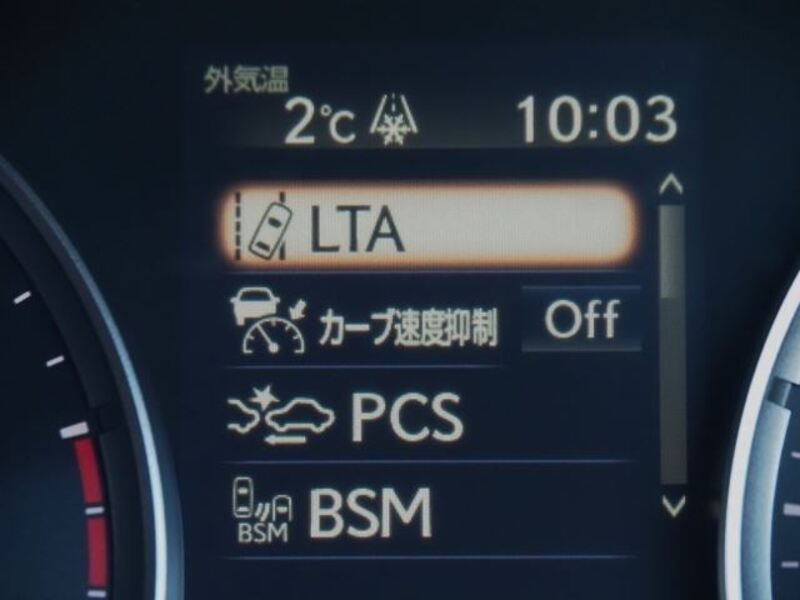 外気温
2℃ 10:03
LTA
カーブ速度抑制 Off
PCS
BSM BSM